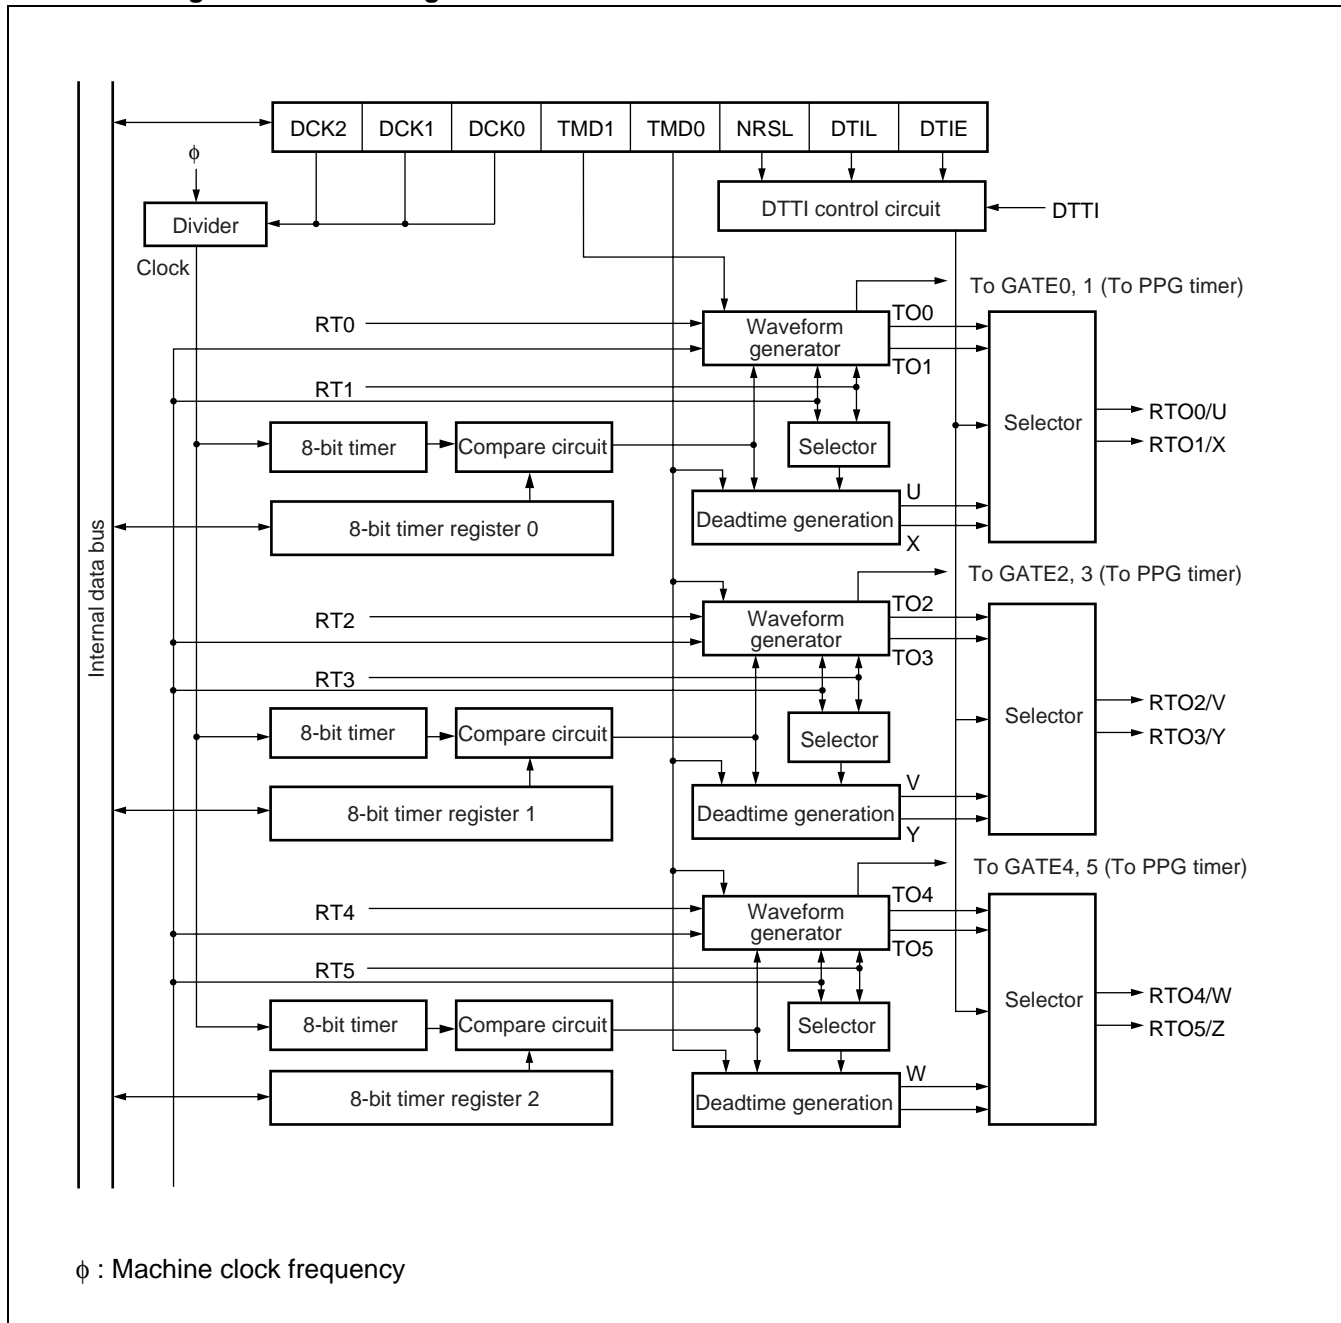 DCK2 DCK1 DCK0 TMD1 TMD0 NRSL DTIL DTIE
ϕ
Divider
DTTI control circuit
DTTI
Clock
To GATE0, 1 (To PPG timer)
RT0
Waveform
generator
TO0
TO1
RT1
Selector
RTO0/U
RTO1/X
8-bit timer
Compare circuit
Selector
8-bit timer register 0
Deadtime generation
U
X
Internal data bus
To GATE2, 3 (To PPG timer)
RT2
Waveform
generator
TO2
TO3
RT3
Selector
RTO2/V
RTO3/Y
8-bit timer
Compare circuit
Selector
8-bit timer register 1
Deadtime generation
V
Y
To GATE4, 5 (To PPG timer)
RT4
Waveform
generator
TO4
TO5
RT5
Selector
RTO4/W
RTO5/Z
8-bit timer
Compare circuit
Selector
8-bit timer register 2
Deadtime generation
W
ϕ : Machine clock frequency